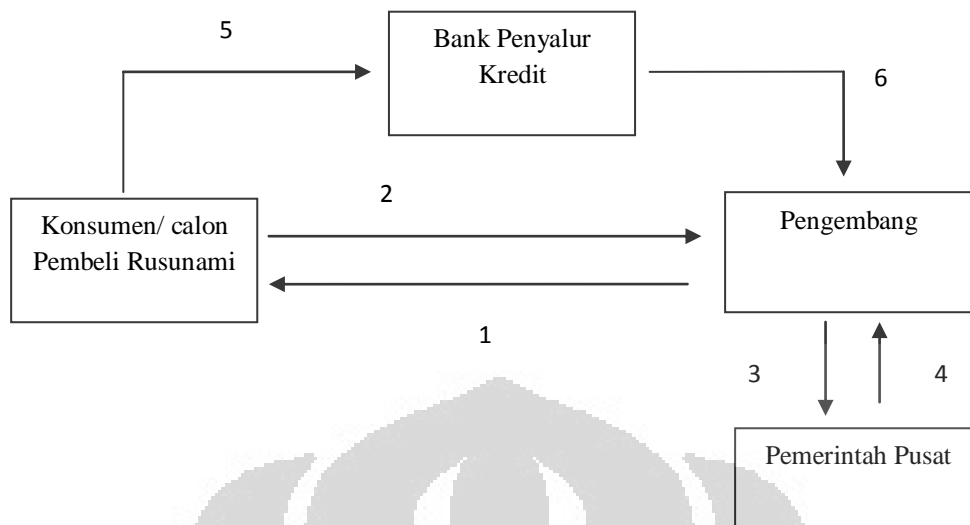 5
Bank Penyalur
Kredit
6
2
Konsumen/ calon
Pembeli Rusunami
Pengembang
1
3
4
Pemerintah Pusat